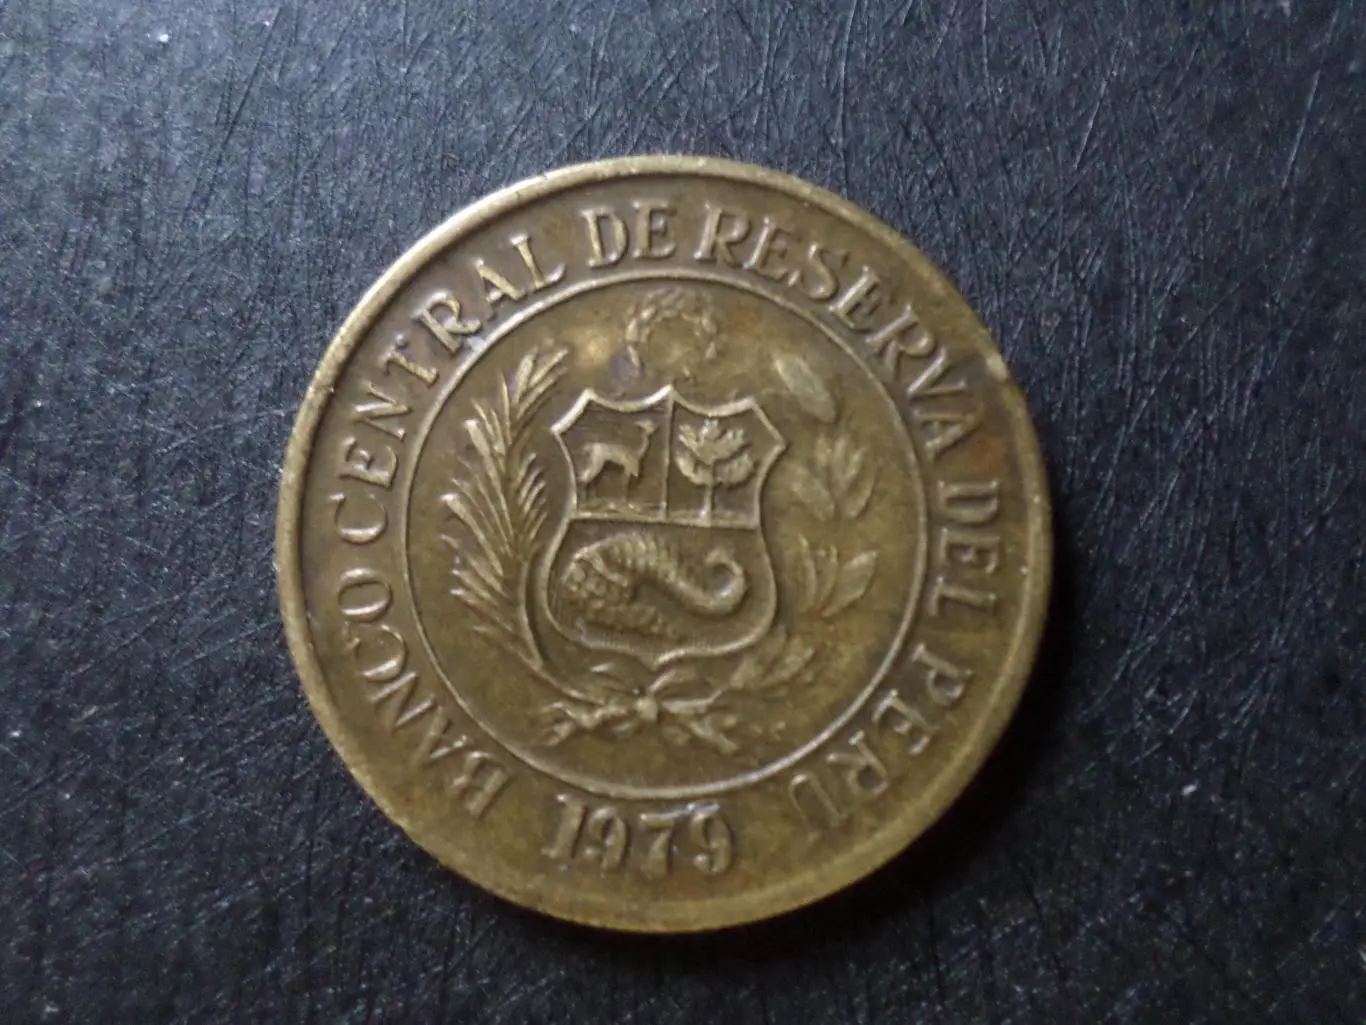 BANCO CENTRAL DE RESERVA DEL PERU
1979